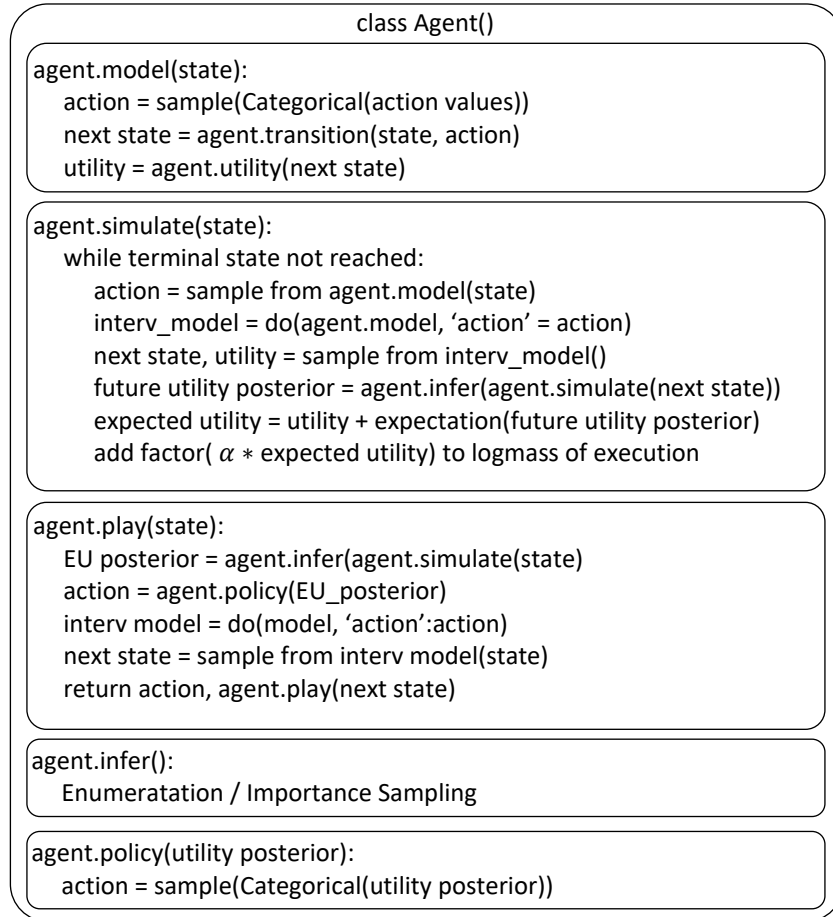 class Agent()
agent.model(state):
action = sample(Categorical(action values))
next state = agent.transition(state, action)
utility = agent.utility(next state)
agent.simulate(state):
while terminal state not reached:
action = sample from agent.model(state)
interv_model = do(agent.model, ‘action’ = action)
next state, utility = sample from interv_model()
future utility posterior = agent.infer(agent.simulate(next state))
expected utility = utility + expectation(future utility posterior)
add factor( 𝛼 ∗ expected utility) to logmass of execution
agent.play(state):
EU posterior = agent.infer(agent.simulate(state)
action = agent.policy(EU_posterior)
interv model = do(model, ‘action’:action)
next state = sample from interv model(state)
return action, agent.play(next state)
agent.infer():
Enumeratation / Importance Sampling
agent.policy(utility posterior):
action = sample(Categorical(utility posterior))